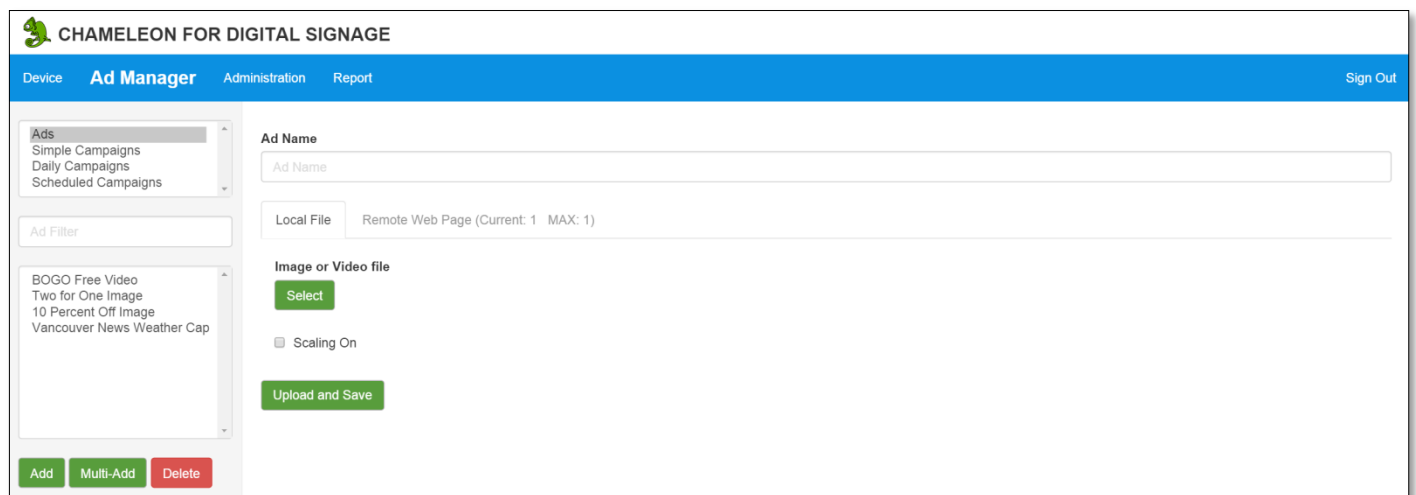 CHAMELEON FOR DIGITAL SIGNAGE
Device Ad Manager Administration Report Sign Out
Ads
Simple Campaigns
Daily Campaigns
Scheduled Campaigns
Ad Filter
BOGO Free Video
Two for One Image
10 Percent Off Image
Vancouver News Weather Cap
Add Multi-Add Delete
Ad Name
Ad Name
Local File Remote Web Page (Current: 1 MAX: 1)
Image or Video file
Select
Scaling On
Upload and Save